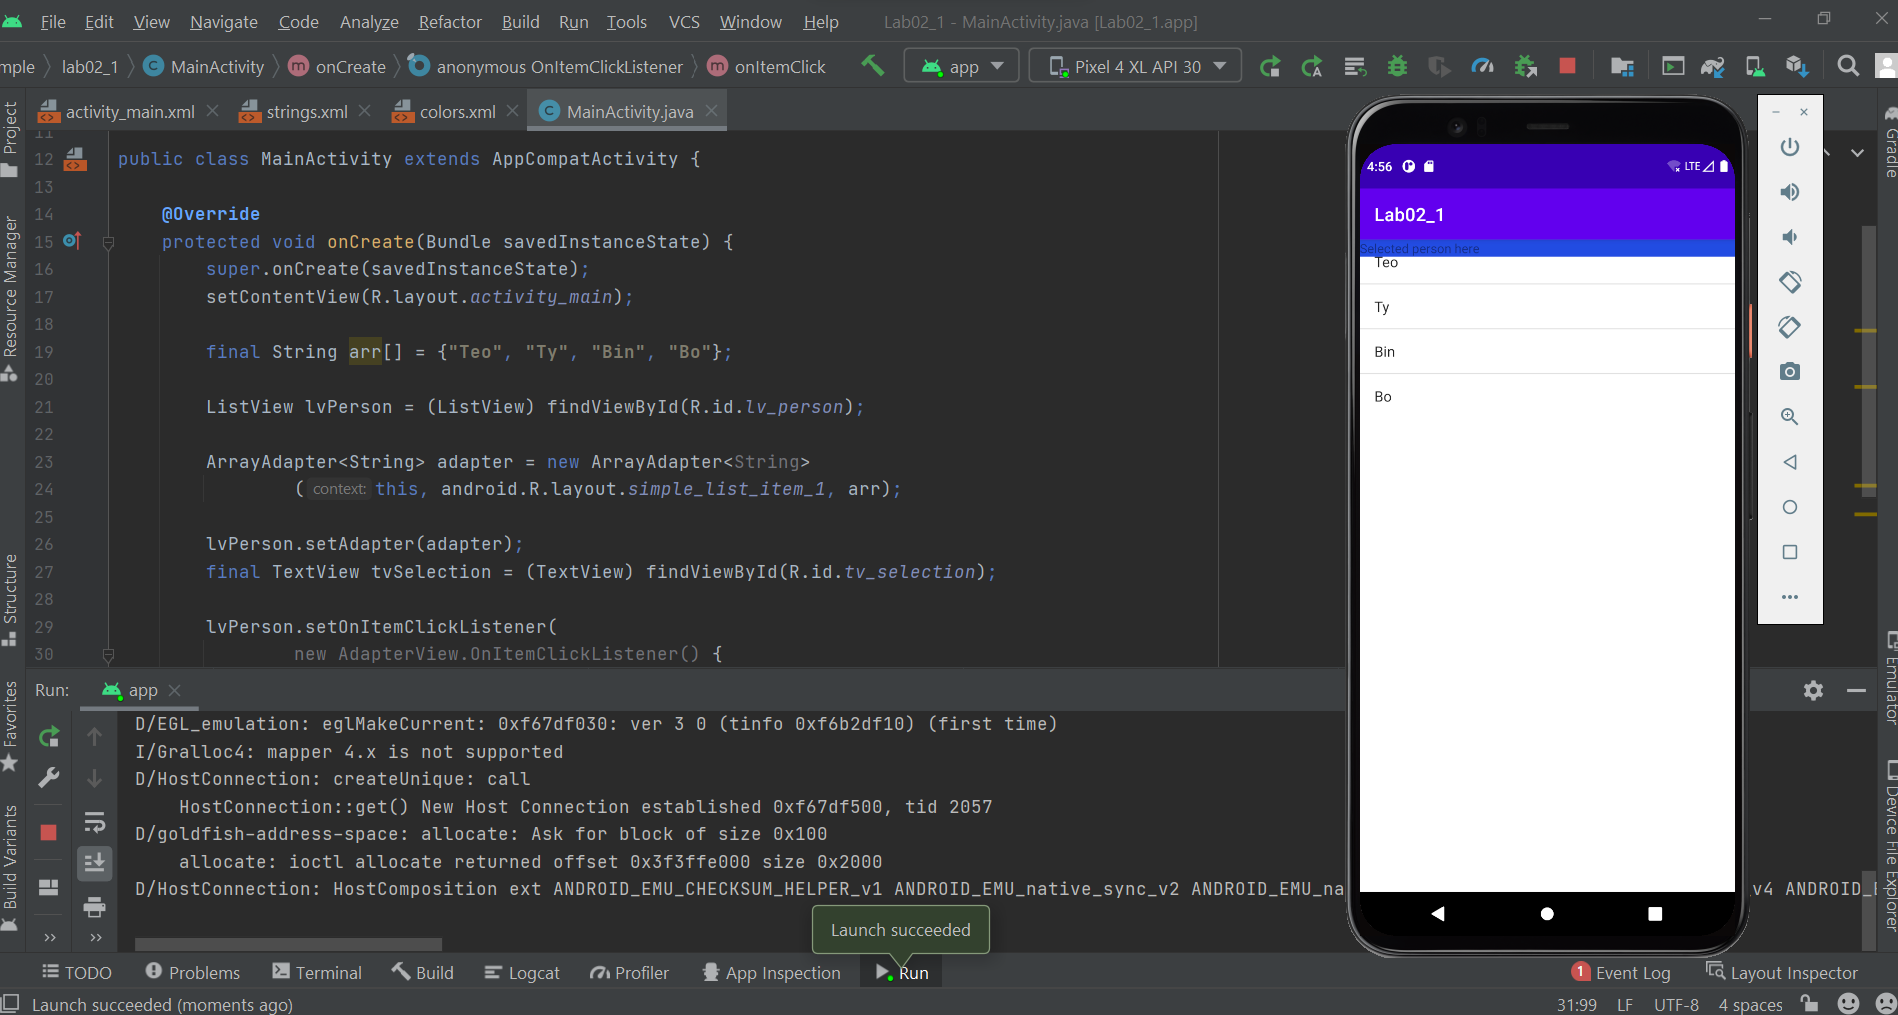 File Edit View Navigate Code Analyze Refactor Build Run Tools VCS Window Help Lab02_1 - MainActivity.java [Lab02_1.app]
mple lab02_1 MainActivity onCreate anonymous OnItemClickListener onItemClick app Pixel 4 XL API 30
activity_main.xml strings.xml colors.xml MainActivity.java
11
12 public class MainActivity extends AppCompatActivity {
13
14 @Override
15 protected void onCreate(Bundle savedInstanceState) {
16 super.onCreate(savedInstanceState);
17 setContentView(R.layout.activity_main);
18
19 final String arr[] = {"Teo", "Ty", "Bin", "Bo"};
20
21 ListView lvPerson = (ListView) findViewById(R.id.lv_person);
22
23 ArrayAdapter<String> adapter = new ArrayAdapter<String>
24 ( context: this, android.R.layout.simple_list_item_1, arr);
25
26 lvPerson.setAdapter(adapter);
27 final TextView tvSelection = (TextView) findViewById(R.id.tv_selection);
28
29 lvPerson.setOnItemClickListener(
30 new AdapterView.OnItemClickListener() {
Project
Resource Manager
Structure
Favorites
Build Variants
4:56 LTE
Lab02_1
Selected person here
Teo
Ty
Bin
Bo
Gradle
Emulator
Device File Explorer
Run: app
D/EGL_emulation: eglMakeCurrent: 0xf67df030: ver 3 0 (tinfo 0xf6b2df10) (first time)
I/Gralloc4: mapper 4.x is not supported
D/HostConnection: createUnique: call
HostConnection::get() New Host Connection established 0xf67df500, tid 2057
D/goldfish-address-space: allocate: Ask for block of size 0x100
allocate: ioctl allocate returned offset 0x3f3ffe000 size 0x2000
D/HostConnection: HostComposition ext ANDROID_EMU_CHECKSUM_HELPER_v1 ANDROID_EMU_native_sync_v2 ANDROID_EMU_na v4 ANDROID_E
Launch succeeded
TODO Problems Terminal Build Logcat Profiler App Inspection Run 1 Event Log Layout Inspector
Launch succeeded (moments ago) 31:99 LF UTF-8 4 spaces